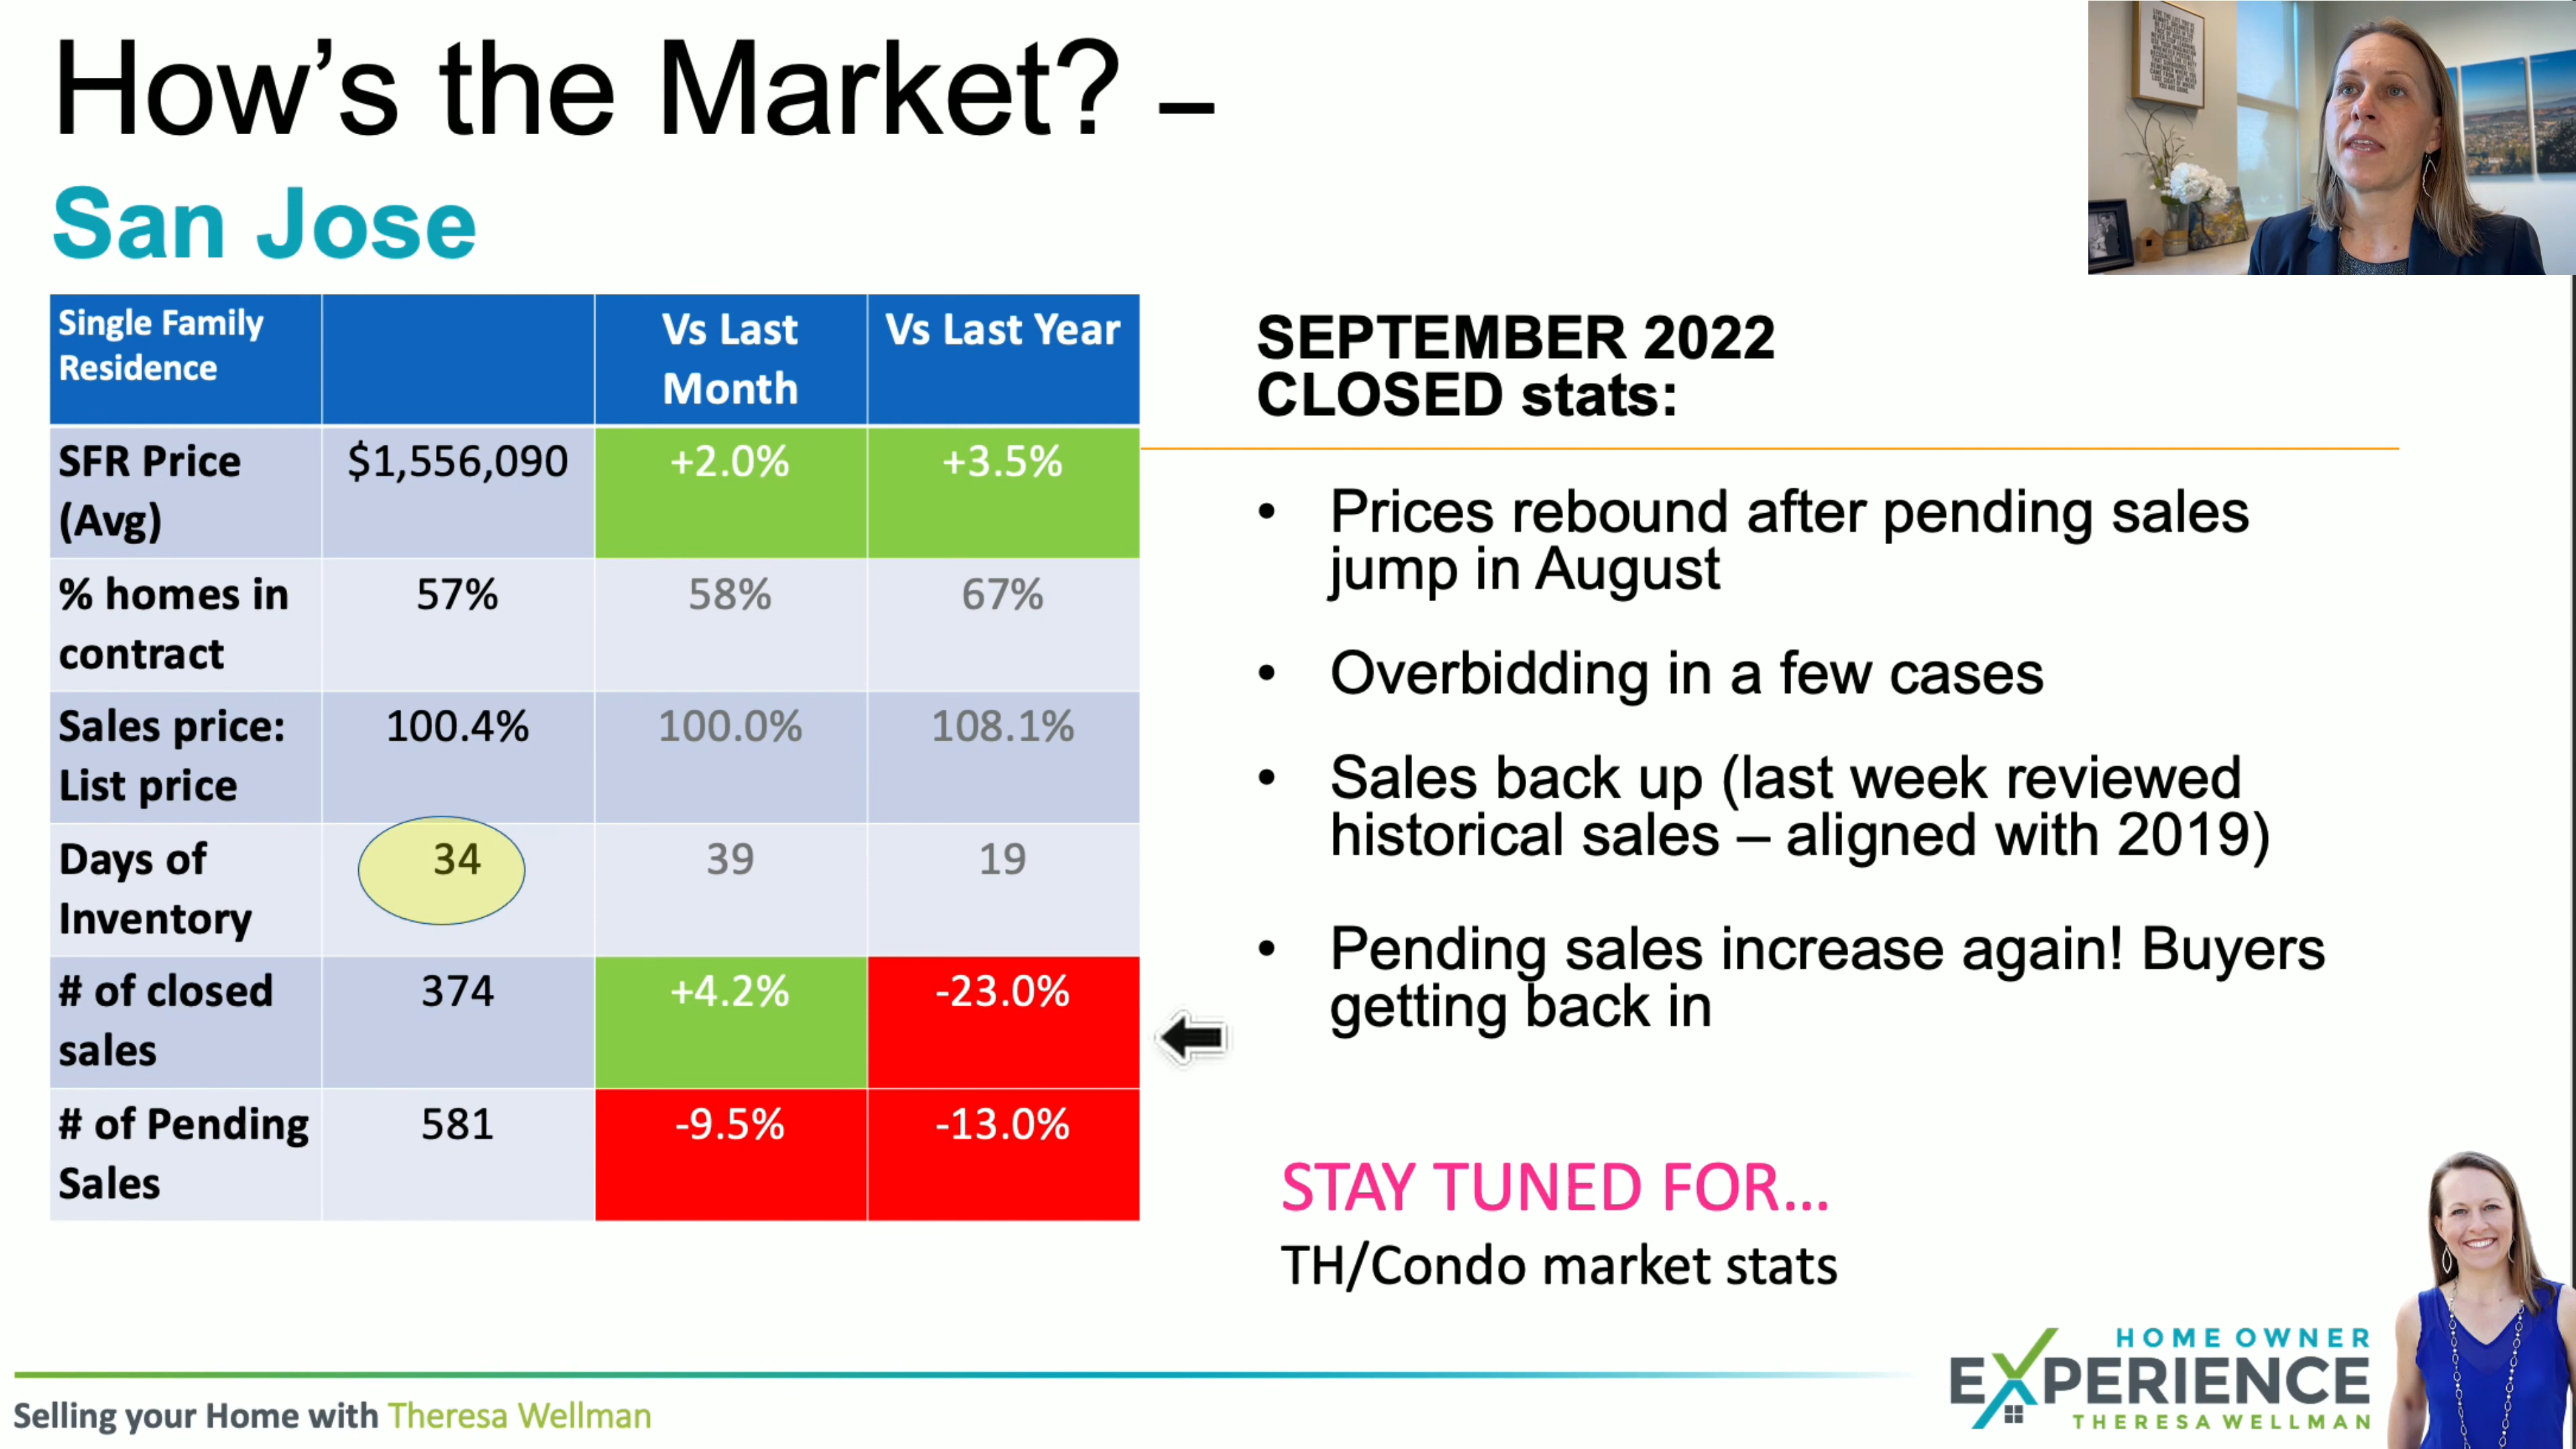 How's the Market? –
San Jose
Single Family
Residence
Vs Last
Month
Vs Last Year
SFR Price
(Avg)
$1,556,090
+2.0%
+3.5%
% homes in
contract
57%
58%
67%
Sales price:
List price
100.4%
100.0%
108.1%
Days of
Inventory
34
39
19
# of closed
sales
374
+4.2%
-23.0%
# of Pending
Sales
581
-9.5%
-13.0%
SEPTEMBER 2022
CLOSED stats:
• Prices rebound after pending sales
jump in August
• Overbidding in a few cases
• Sales back up (last week reviewed
historical sales – aligned with 2019)
• Pending sales increase again! Buyers
getting back in
STAY TUNED FOR...
TH/Condo market stats
Selling your Home with Theresa Wellman
HOME OWNER
EXPERIENCE
THERESA WELLMAN